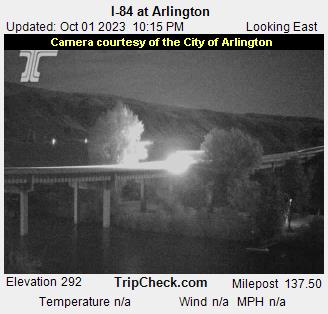 I-84 at Arlington
Updated: Oct 01 2023 10:15 PM Looking East
Camera courtesy of the City of Arlington
Elevation 292 TripCheck.com Milepost 137.50
Temperature n/a Wind n/a MPH n/a